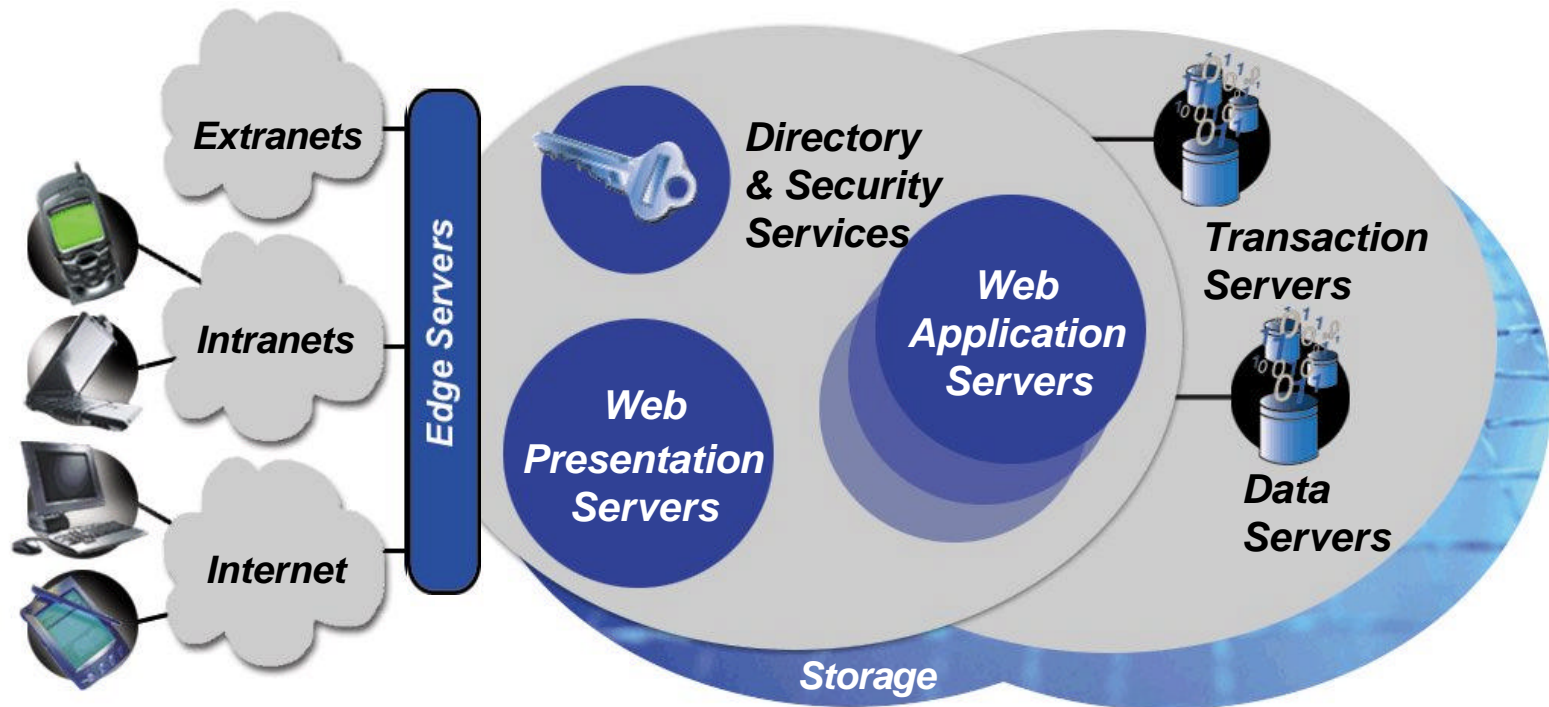 Extranets
Intranets
Internet
Edge Servers
Directory
& Security
Services
Web
Presentation
Servers
Web
Application
Servers
Transaction
Servers
Data
Servers
Storage